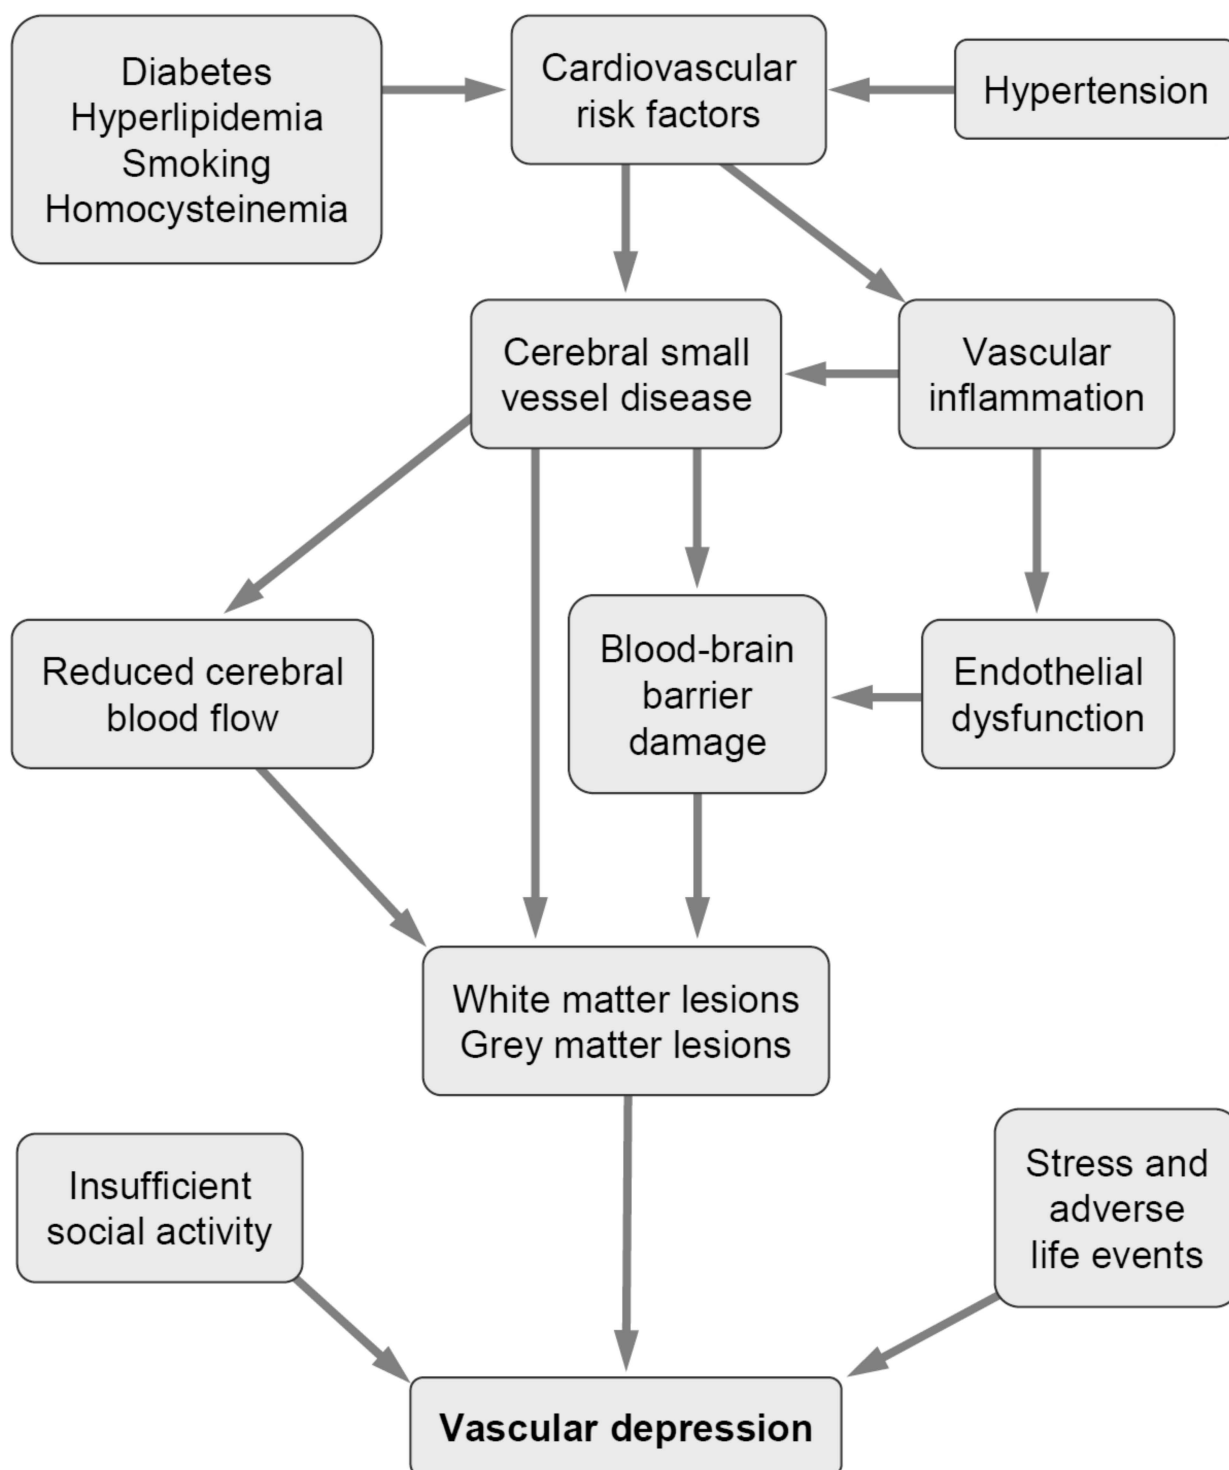 Diabetes
Hyperlipidemia
Smoking
Homocysteinemia
Cardiovascular
risk factors
Hypertension
Cerebral small
vessel disease
Vascular
inflammation
Reduced cerebral
blood flow
Blood-brain
barrier
damage
Endothelial
dysfunction
White matter lesions
Grey matter lesions
Insufficient
social activity
Stress and
adverse
life events
Vascular depression